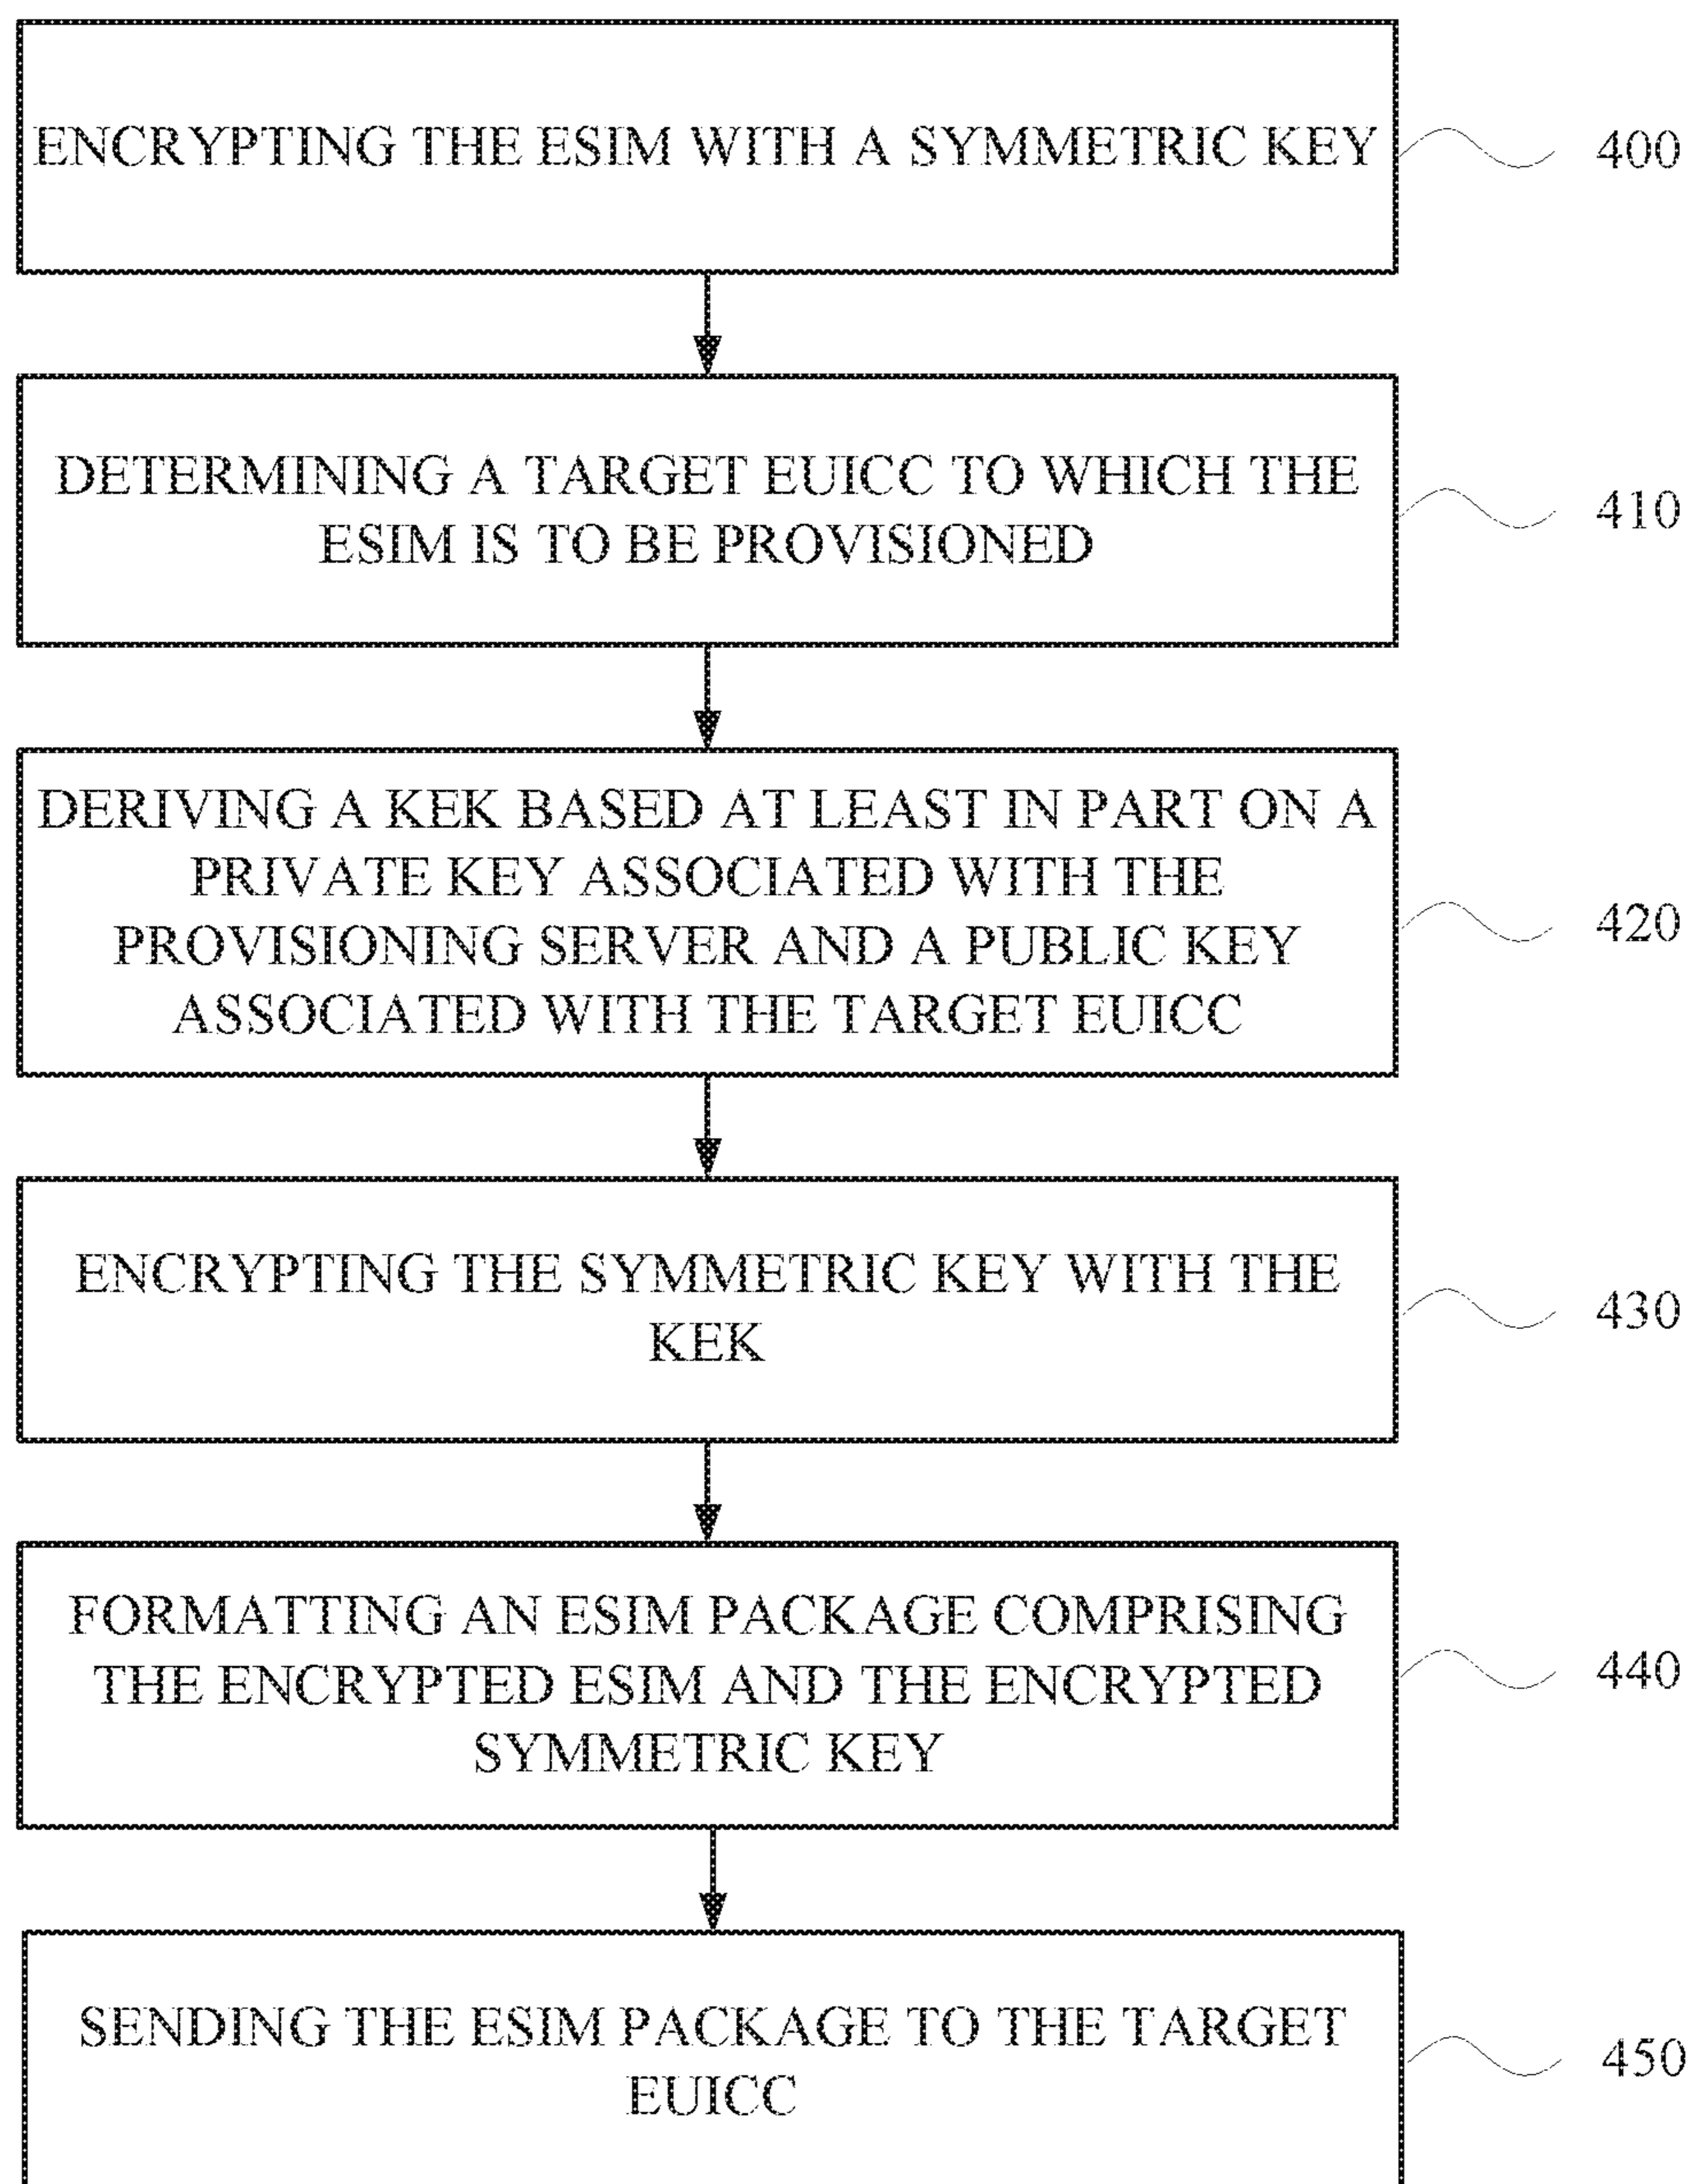 ENCRYPTING THE ESIM WITH A SYMMETRIC KEY
400
DETERMINING A TARGET EUICC TO WHICH THE
ESIM IS TO BE PROVISIONED
410
DERIVING A KEK BASED AT LEAST IN PART ON A
PRIVATE KEY ASSOCIATED WITH THE
PROVISIONING SERVER AND A PUBLIC KEY
ASSOCIATED WITH THE TARGET EUICC
420
ENCRYPTING THE SYMMETRIC KEY WITH THE
KEK
430
FORMATTING AN ESIM PACKAGE COMPRISING
THE ENCRYPTED ESIM AND THE ENCRYPTED
SYMMETRIC KEY
440
SENDING THE ESIM PACKAGE TO THE TARGET
EUICC
450